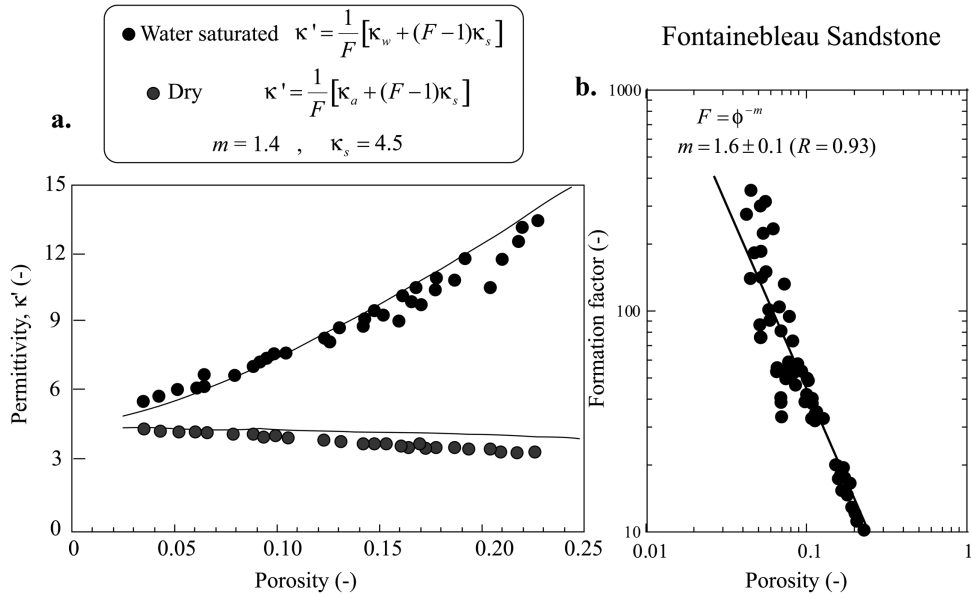 Water saturated κ' = 1/F [κw + (F − 1)κs]
Dry κ' = 1/F [κa + (F − 1)κs]
m = 1.4 , κs = 4.5
a.
15
12
9
6
3
0
Permittivity, κ' (-)
0 0.05 0.10 0.15 0.20 0.25
Porosity (-)
Fontainebleau Sandstone
b.
F = ϕ⁻ᵐ
m = 1.6 ± 0.1 (R = 0.93)
1000
100
10
Formation factor (-)
0.01 0.1 1
Porosity (-)